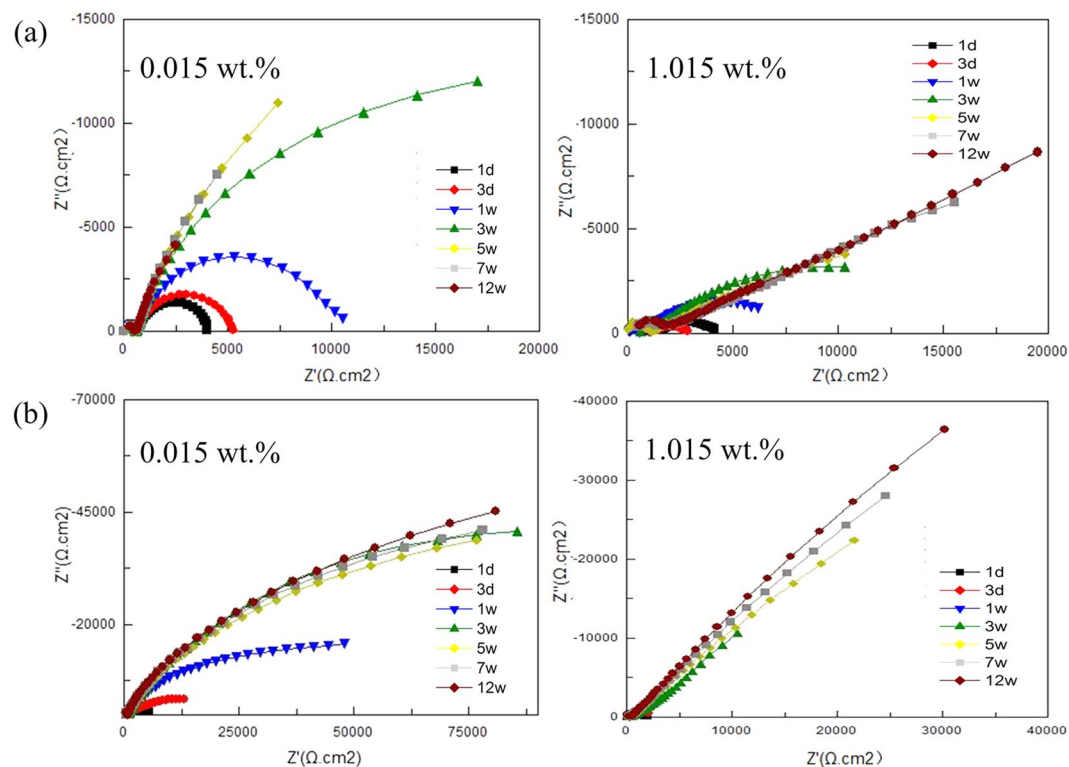 (a)
0.015 wt.%
-15000
-10000
-5000
0
0
5000
10000
15000
20000
Z''(Ω.cm2)
Z'(Ω.cm2)
1d
3d
1w
3w
5w
7w
12w
1.015 wt.%
-15000
-10000
-5000
0
0
5000
10000
15000
20000
Z''(Ω.cm2)
Z'(Ω.cm2)
1d
3d
1w
3w
5w
7w
12w
(b)
0.015 wt.%
-70000
-45000
-20000
0
25000
50000
75000
Z''(Ω.cm2)
Z'(Ω.cm2)
1d
3d
1w
3w
5w
7w
12w
1.015 wt.%
-40000
-30000
-20000
-10000
0
0
10000
20000
30000
40000
Z''(Ω.cm2)
Z'(Ω.cm2)
1d
3d
1w
3w
5w
7w
12w